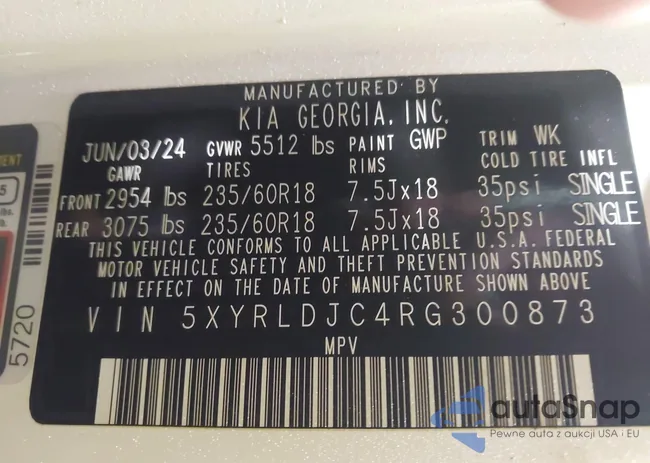 MANUFACTURED BY
KIA GEORGIA, INC.
JUN/03/24 GVWR 5512 lbs PAINT GWP TRIM WK
GAWR TIRES RIMS COLD TIRE INFL
FRONT 2954 lbs 235/60R18 7.5Jx18 35psi SINGLE
REAR 3075 lbs 235/60R18 7.5Jx18 35psi SINGLE
THIS VEHICLE CONFORMS TO ALL APPLICABLE U.S.A. FEDERAL
MOTOR VEHICLE SAFETY AND THEFT PREVENTION STANDARDS
IN EFFECT ON THE DATE OF MANUFACTURE SHOWN ABOVE
VIN 5XYRLDJC4RG300873
MPV
5720
autoSnap
Pewne auta z aukcji USA i EU